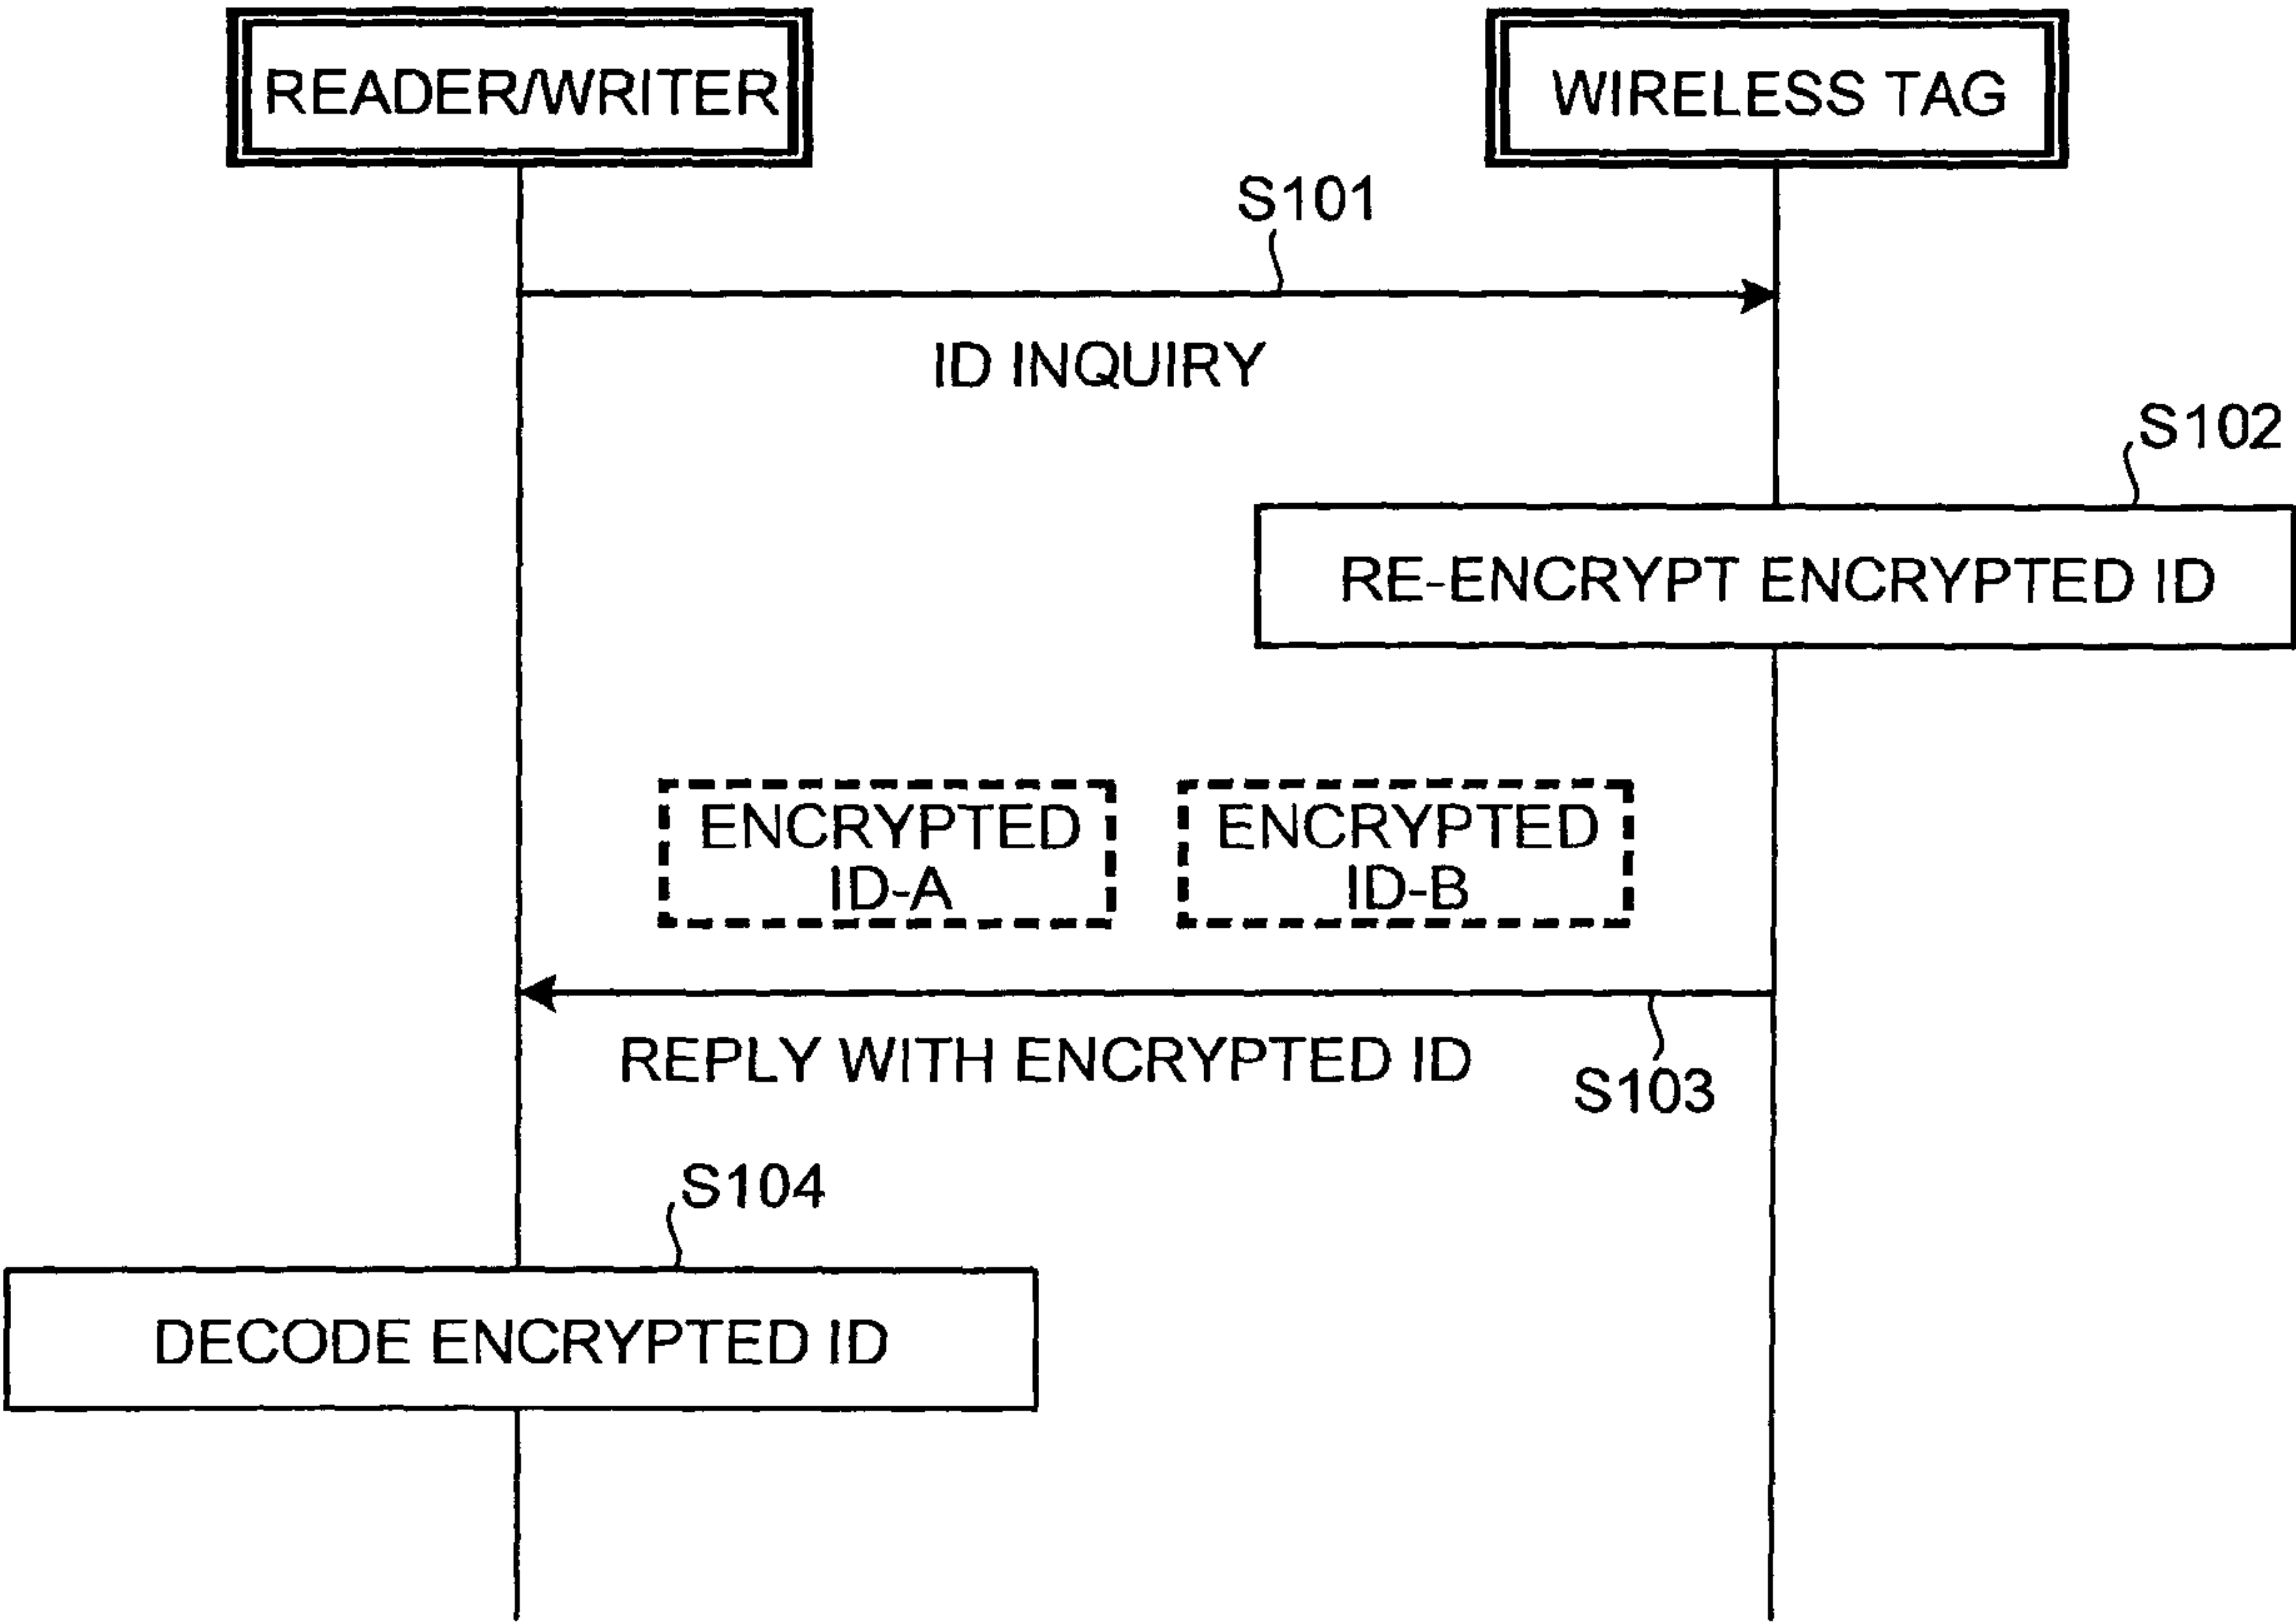 READER/WRITER
WIRELESS TAG
S101
ID INQUIRY
S102
RE-ENCRYPT ENCRYPTED ID
ENCRYPTED
ID-A
ENCRYPTED
ID-B
REPLY WITH ENCRYPTED ID
S103
S104
DECODE ENCRYPTED ID